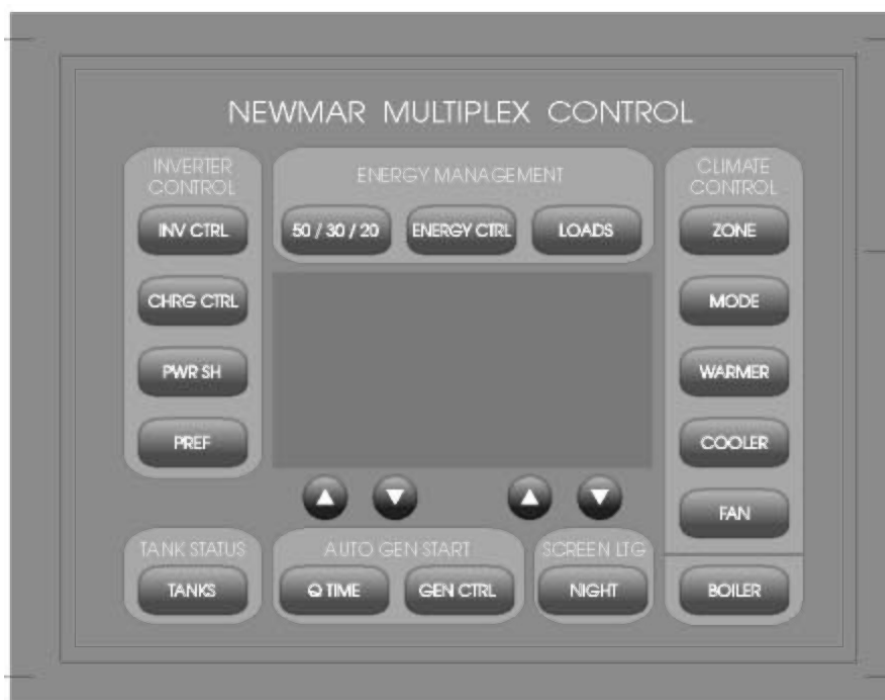 NEWMAR MULTIPLEX CONTROL
INVERTER
CONTROL
INV CTRL
CHRG CTRL
PWR SH
PREF
ENERGY MANAGEMENT
50 / 30 / 20
ENERGY CTRL
LOADS
CLIMATE
CONTROL
ZONE
MODE
WARMER
COOLER
FAN
BOILER
TANK STATUS
TANKS
AUTO GEN START
Q TIME
GEN CTRL
SCREEN LTG
NIGHT